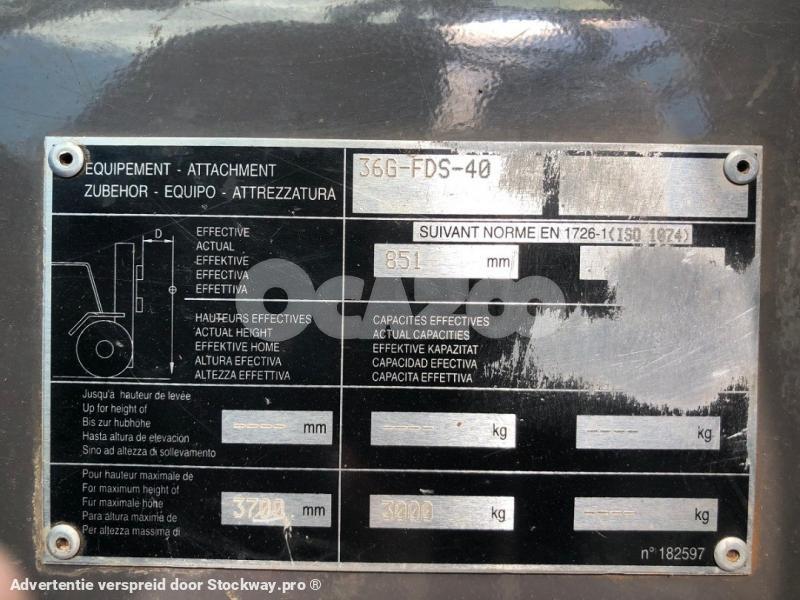 EQUIPEMENT - ATTACHMENT
ZUBEHOR - EQUIPO - ATTREZZATURA
36G-FDS-40
D
EFFECTIVE
ACTUAL
EFFEKTIVE
EFFECTIVA
EFFETTIVA
SUIVANT NORME EN 1726-1(ISO 1074)
851 mm
OCAZOO
HAUTEURS EFFECTIVES
ACTUAL HEIGHT
EFFEKTIVE HOME
ALTURA EFECTIVA
ALTEZZA EFFETTIVA
CAPACITES EFFECTIVES
ACTUAL CAPACITIES
EFFEKTIVE KAPAZITAT
CAPACIDAD EFECTIVA
CAPACITA EFFETTIVA
Jusqu'à hauteur de levée
Up for height of
Bis zur hubhöhe
Hasta altura de elevacion
Sino ad altezza di sollevamento
---- mm
---- kg
---- kg
Pour hauteur maximale de
For maximum height of
Für maximale höhe
Para altura maxima de
Per altezza massima di
3700 mm
3000 kg
---- kg
n° 182597
Advertentie verspreid door Stockway.pro ®